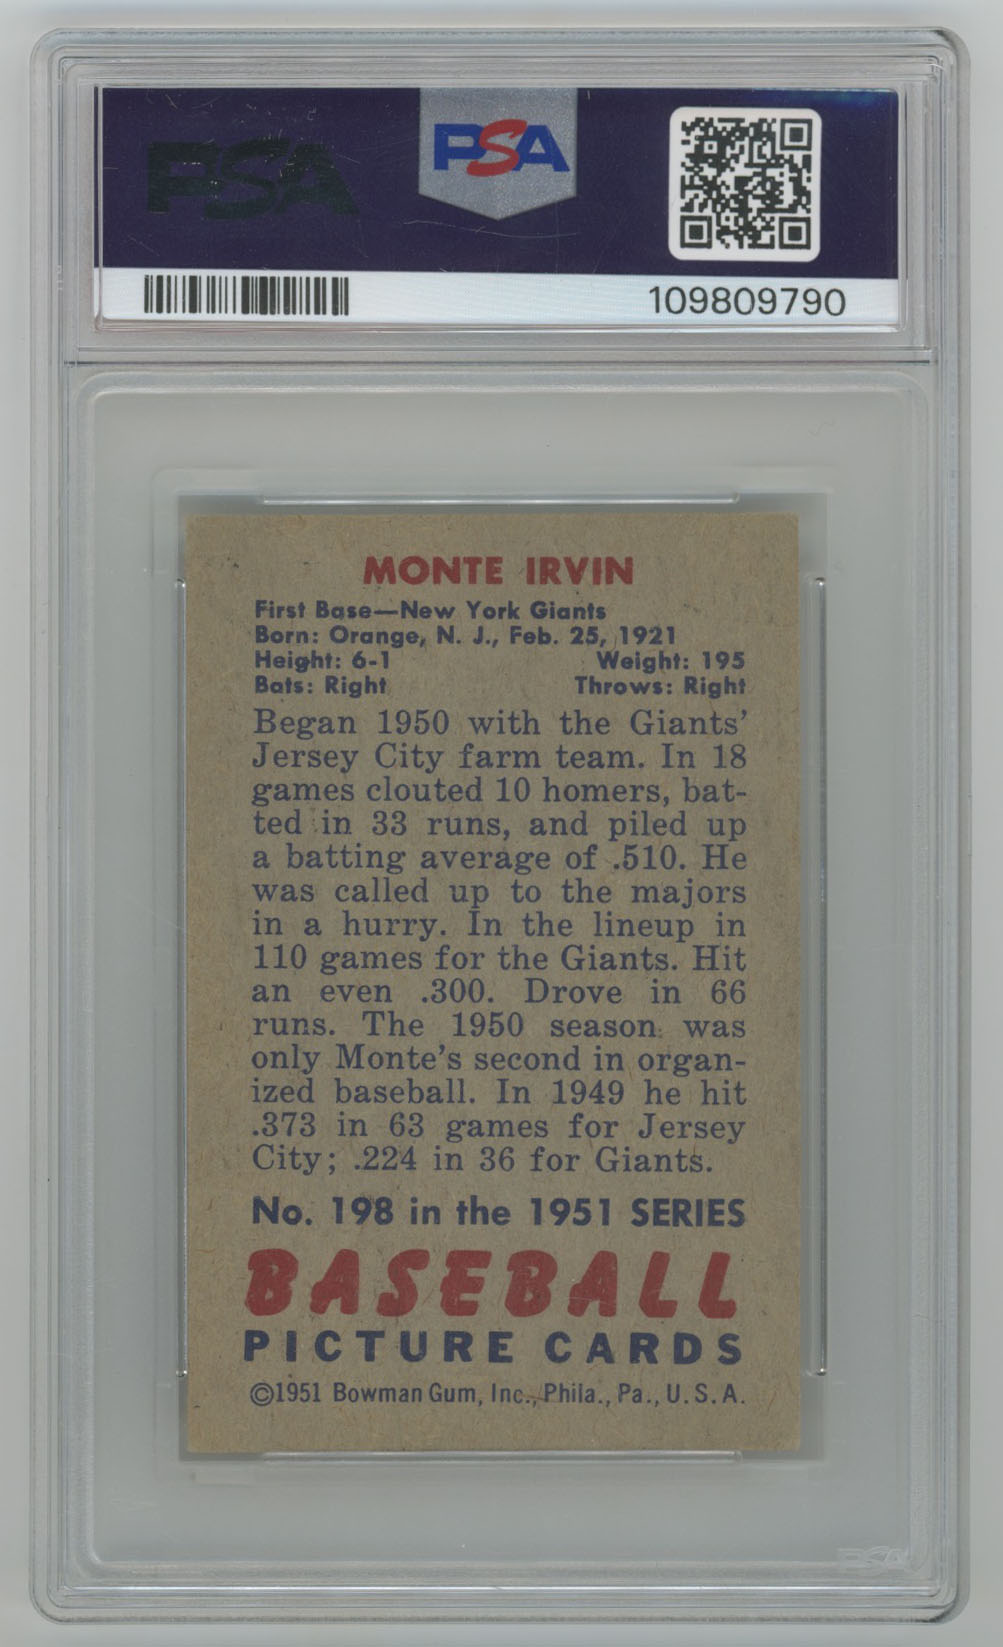 PSA
PSA
109809790
MONTE IRVIN
First Base—New York Giants
Born: Orange, N. J., Feb. 25, 1921
Height: 6-1 Weight: 195
Bats: Right Throws: Right
Began 1950 with the Giants'
Jersey City farm team. In 18
games clouted 10 homers, bat-
ted in 33 runs, and piled up
a batting average of .510. He
was called up to the majors
in a hurry. In the lineup in
110 games for the Giants. Hit
an even .300. Drove in 66
runs. The 1950 season was
only Monte's second in organ-
ized baseball. In 1949 he hit
.373 in 63 games for Jersey
City; .224 in 36 for Giants.
No. 198 in the 1951 SERIES
BASEBALL
PICTURE CARDS
©1951 Bowman Gum, Inc., Phila., Pa., U. S. A.
PSA